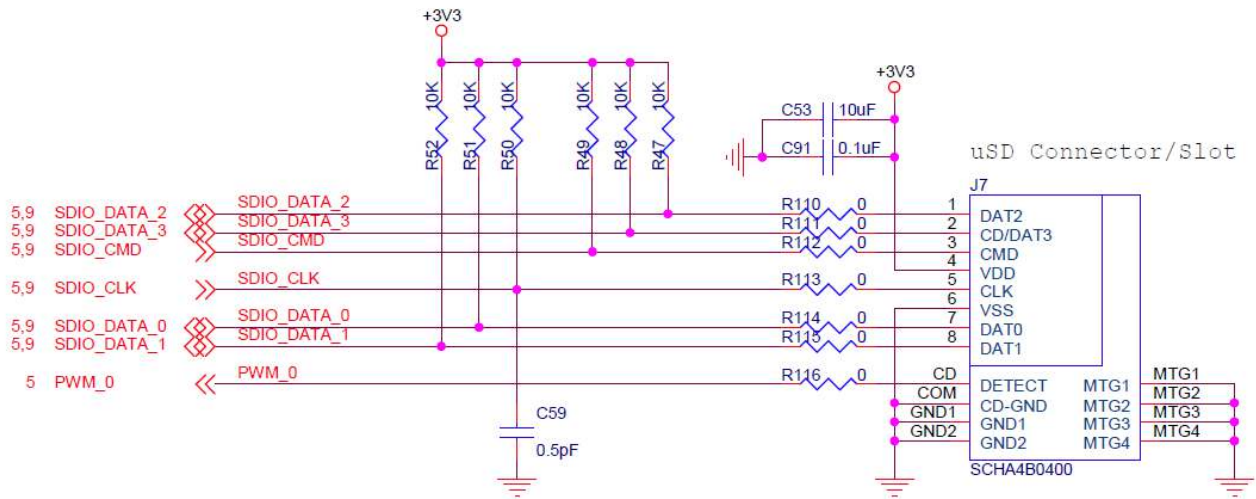 +3V3
10K 10K 10K 10K 10K 10K
R52 R51 R50 R49 R48 R47
+3V3
C53 10uF
C91 0.1uF
uSD Connector/Slot
J7
5,9 SDIO_DATA_2 SDIO_DATA_2 R110 0 1 DAT2
5,9 SDIO_DATA_3 SDIO_DATA_3 R111 0 2 CD/DAT3
5,9 SDIO_CMD SDIO_CMD R112 0 3 CMD
4 VDD
5,9 SDIO_CLK SDIO_CLK R113 0 5 CLK
6 VSS
5,9 SDIO_DATA_0 SDIO_DATA_0 R114 0 7 DAT0
5,9 SDIO_DATA_1 SDIO_DATA_1 R115 0 8 DAT1
5 PWM_0 PWM_0 R116 0 CD DETECT MTG1 MTG1
COM CD-GND MTG2 MTG2
GND1 GND1 MTG3 MTG3
GND2 GND2 MTG4 MTG4
C59
0.5pF
SCHA4B0400